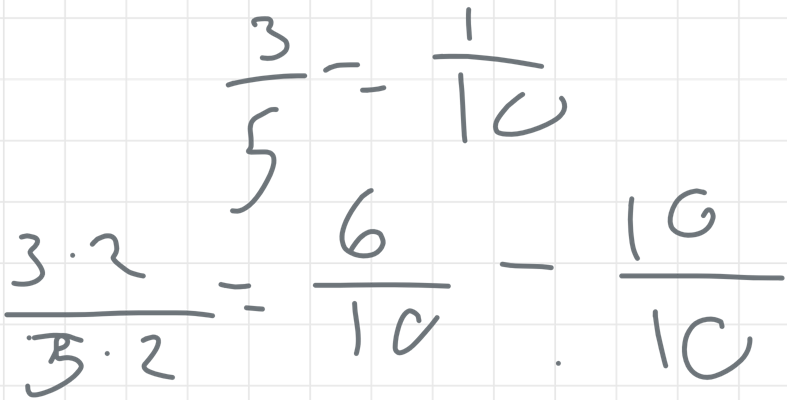 3/5 = 1/10
3·2/5·2 = 6/10 - 10/10